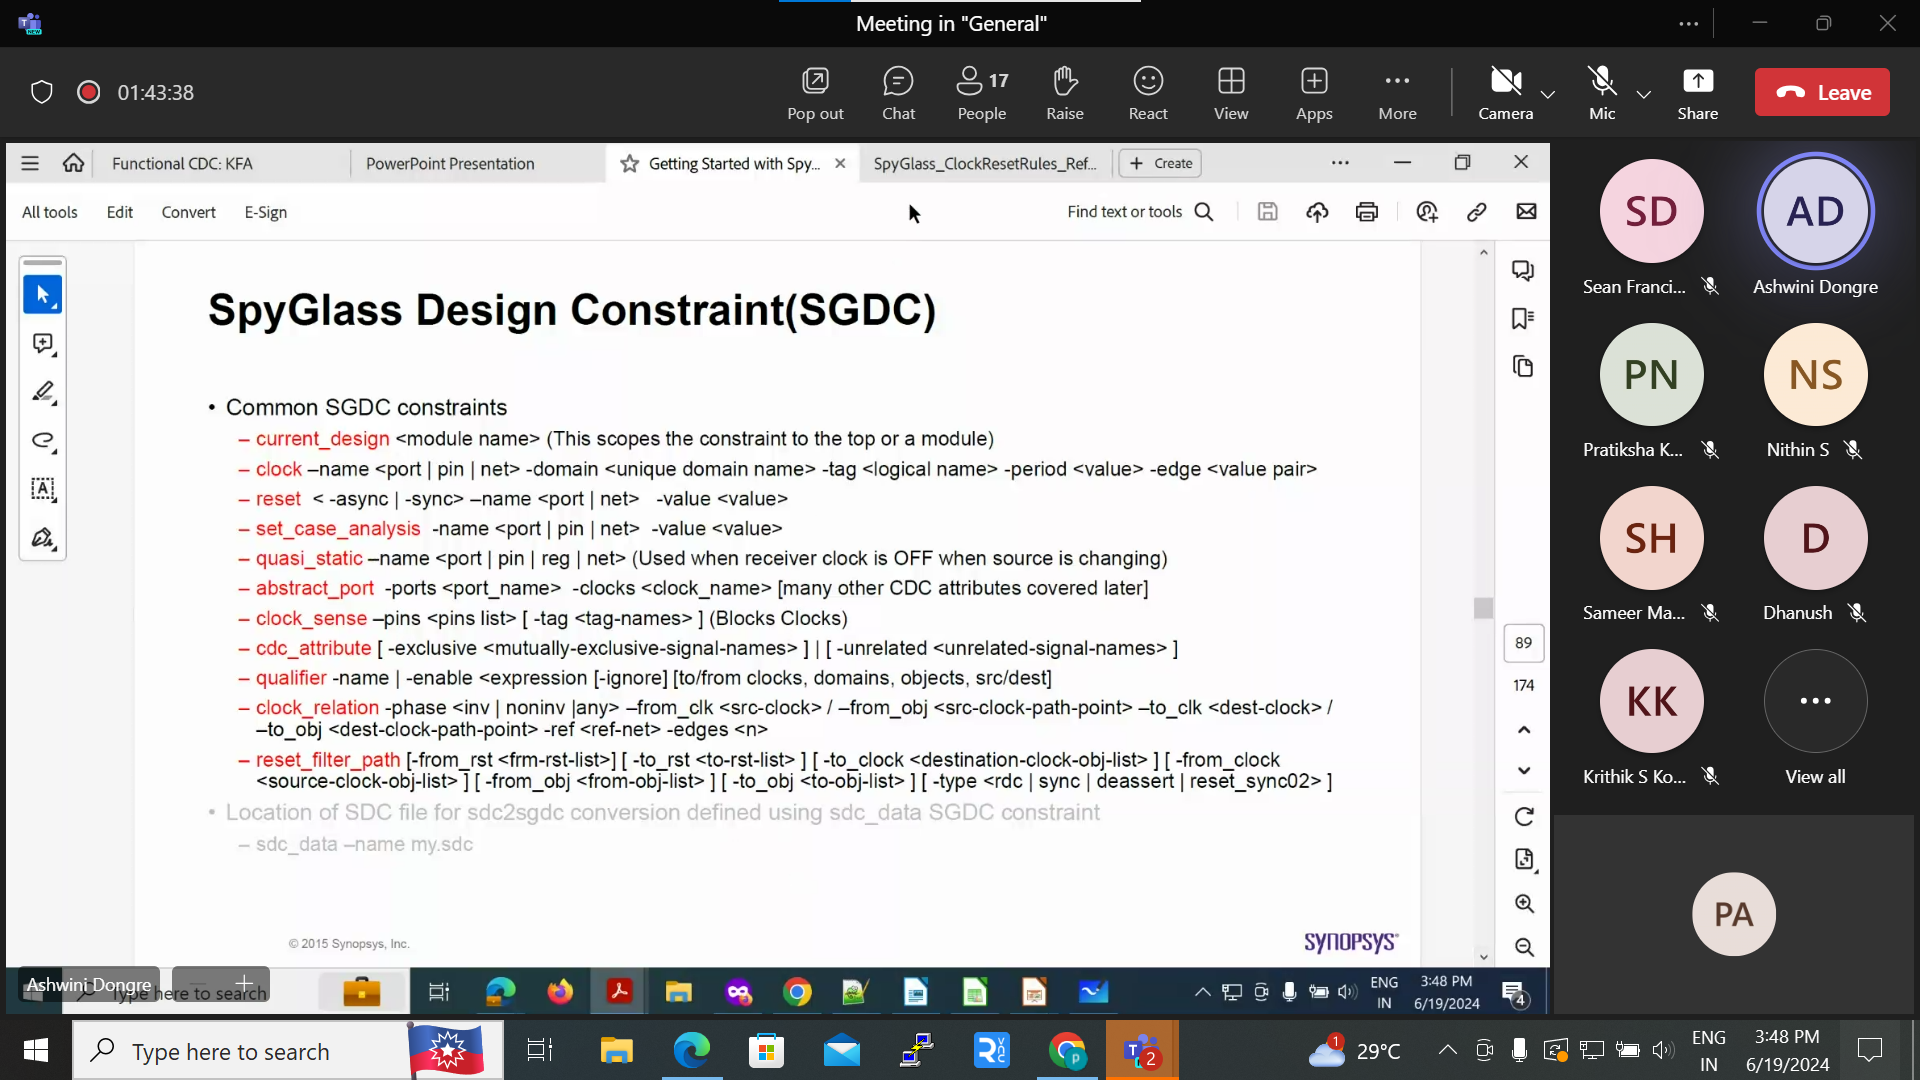 Meeting in "General"
01:43:38
Pop out
Chat
17
People
Raise
React
View
Apps
More
Camera
Mic
Share
Leave
Functional CDC: KFA
PowerPoint Presentation
Getting Started with Spy...
SpyGlass_ClockResetRules_Ref...
Create
All tools
Edit
Convert
E-Sign
Find text or tools
SpyGlass Design Constraint(SGDC)
• Common SGDC constraints
– current_design <module name> (This scopes the constraint to the top or a module)
– clock –name <port | pin | net> -domain <unique domain name> -tag <logical name> -period <value> -edge <value pair>
– reset < -async | -sync> –name <port | net> -value <value>
– set_case_analysis -name <port | pin | net> -value <value>
– quasi_static –name <port | pin | reg | net> (Used when receiver clock is OFF when source is changing)
– abstract_port -ports <port_name> -clocks <clock_name> [many other CDC attributes covered later]
– clock_sense –pins <pins list> [ -tag <tag-names> ] (Blocks Clocks)
– cdc_attribute [ -exclusive <mutually-exclusive-signal-names> ] | [ -unrelated <unrelated-signal-names> ]
– qualifier -name | -enable <expression [-ignore] [to/from clocks, domains, objects, src/dest]
– clock_relation -phase <inv | noninv |any> –from_clk <src-clock> / –from_obj <src-clock-path-point> –to_clk <dest-clock> /
–to_obj <dest-clock-path-point> -ref <ref-net> -edges <n>
– reset_filter_path [-from_rst <frm-rst-list>] [ -to_rst <to-rst-list> ] [ -to_clock <destination-clock-obj-list> ] [ -from_clock
<source-clock-obj-list> ] [ -from_obj <from-obj-list> ] [ -to_obj <to-obj-list> ] [ -type <rdc | sync | deassert | reset_sync02> ]
• Location of SDC file for sdc2sgdc conversion defined using sdc_data SGDC constraint
– sdc_data –name my.sdc
© 2015 Synopsys, Inc.
SYNOPSYS
89
174
SD
Sean Franci...
AD
Ashwini Dongre
PN
Pratiksha K...
NS
Nithin S
SH
Sameer Ma...
D
Dhanush
KK
Krithik S Ko...
View all
PA
Ashwini Dongre
Type here to search
ENG
IN
3:48 PM
6/19/2024
4
Type here to search
2
1
29°C
ENG
IN
3:48 PM
6/19/2024